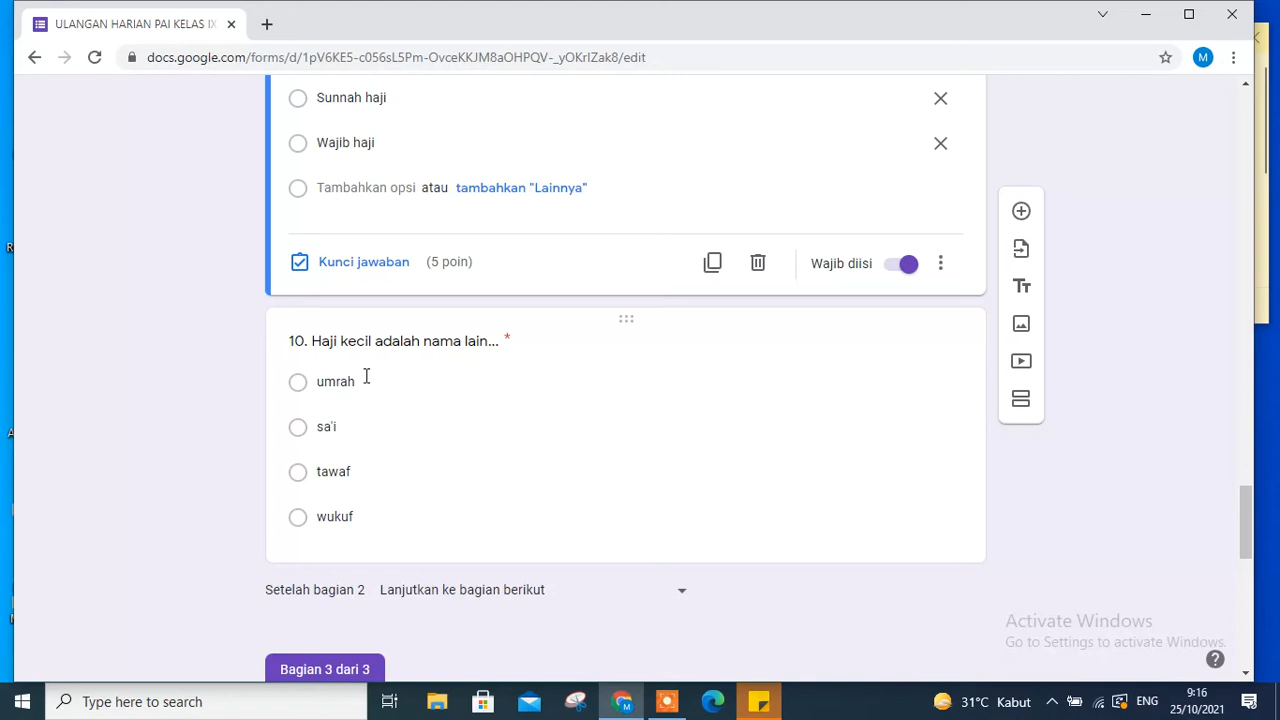 ULANGAN HARIAN PAI KELAS IX
docs.google.com/forms/d/1pV6KE5-c056sL5Pm-OvceKKJM8aOHPQV-_yOKrIZak8/edit
M
Sunnah haji
Wajib haji
Tambahkan opsi atau tambahkan "Lainnya"
Kunci jawaban (5 poin)
Wajib diisi
10. Haji kecil adalah nama lain... *
umrah
sa'i
tawaf
wukuf
Setelah bagian 2 Lanjutkan ke bagian berikut
Activate Windows
Go to Settings to activate Windows.
Bagian 3 dari 3
Type here to search
31°C Kabut
ENG
9:16
25/10/2021